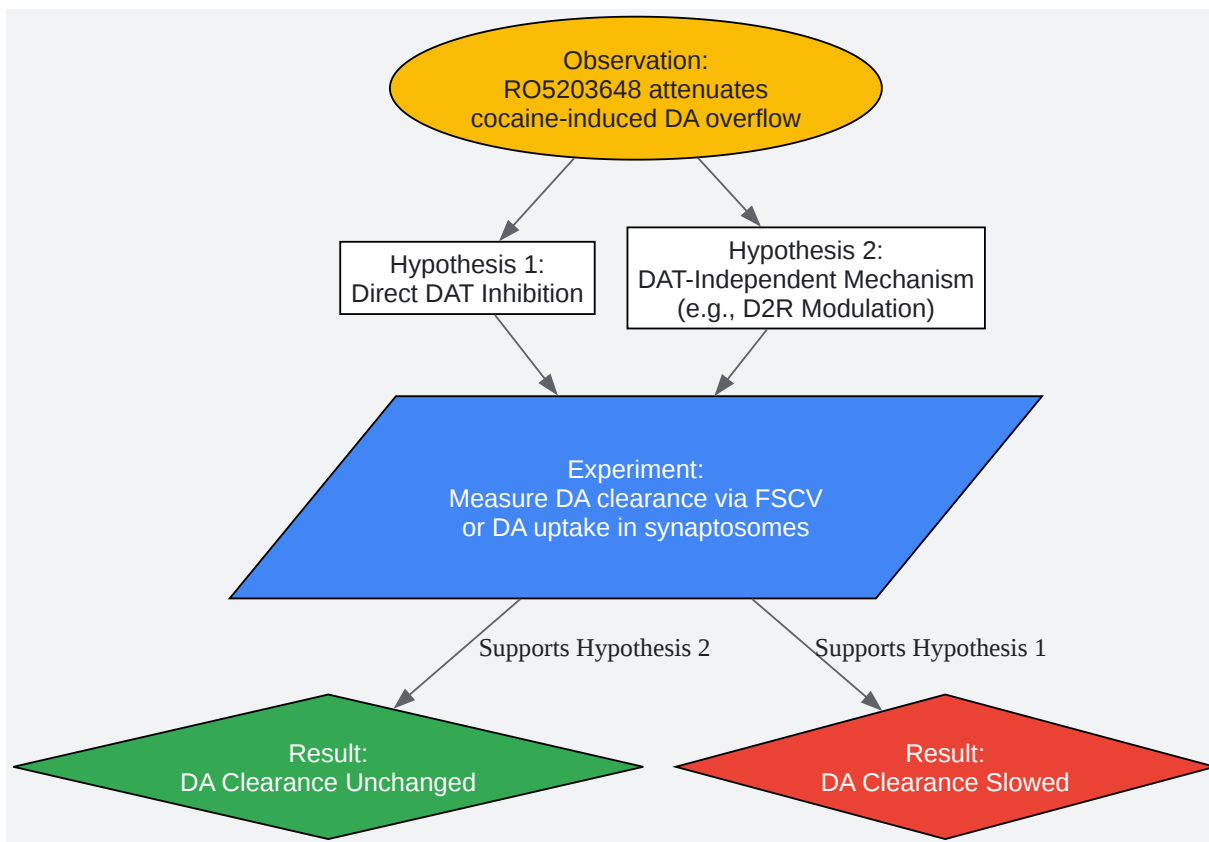 Observation:
RO5203648 attenuates
cocaine-induced DA overflow
Hypothesis 1:
Direct DAT Inhibition
Hypothesis 2:
DAT-Independent Mechanism
(e.g., D2R Modulation)
Experiment:
Measure DA clearance via FSCV
or DA uptake in synaptosomes
Supports Hypothesis 2
Supports Hypothesis 1
Result:
DA Clearance Unchanged
Result:
DA Clearance Slowed